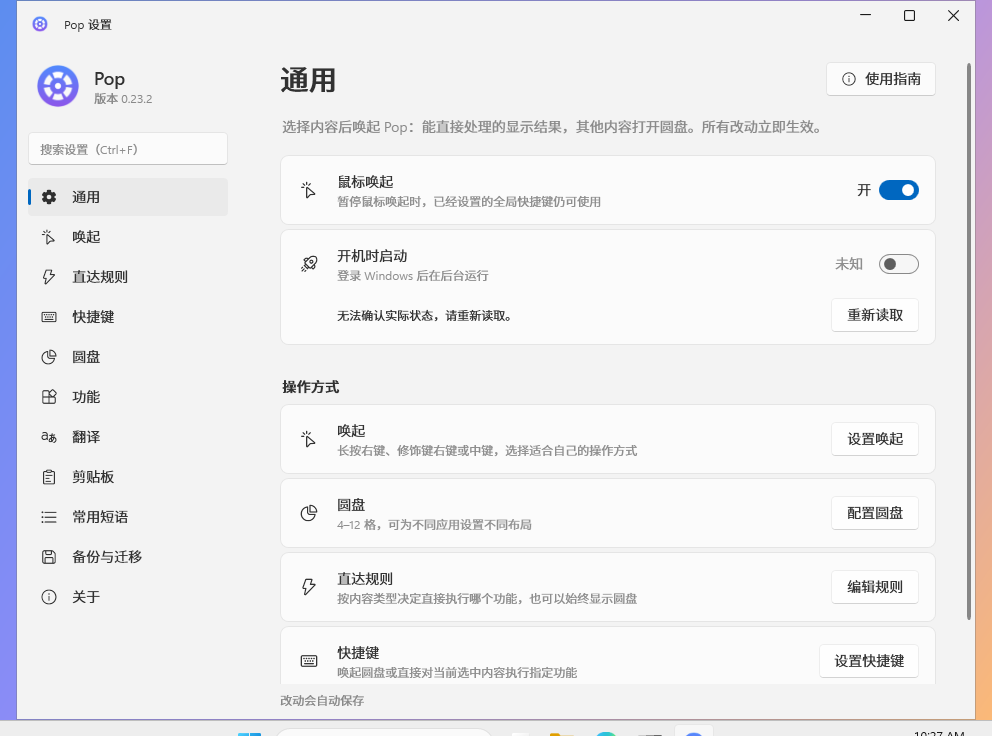 Pop 设置
Pop
版本 0.23.2
搜索设置（Ctrl+F）
通用
唤起
直达规则
快捷键
圆盘
功能
翻译
剪贴板
常用短语
备份与迁移
关于
通用
使用指南
选择内容后唤起 Pop：能直接处理的显示结果，其他内容打开圆盘。所有改动立即生效。
鼠标唤起
暂停鼠标唤起时，已经设置的全局快捷键仍可使用
开
开机时启动
登录 Windows 后在后台运行
未知
无法确认实际状态，请重新读取。
重新读取
操作方式
唤起
长按右键、修饰键右键或中键，选择适合自己的操作方式
设置唤起
圆盘
4–12 格，可为不同应用设置不同布局
配置圆盘
直达规则
按内容类型决定直接执行哪个功能，也可以始终显示圆盘
编辑规则
快捷键
唤起圆盘或直接对当前选中内容执行指定功能
设置快捷键
改动会自动保存
10:27 AM